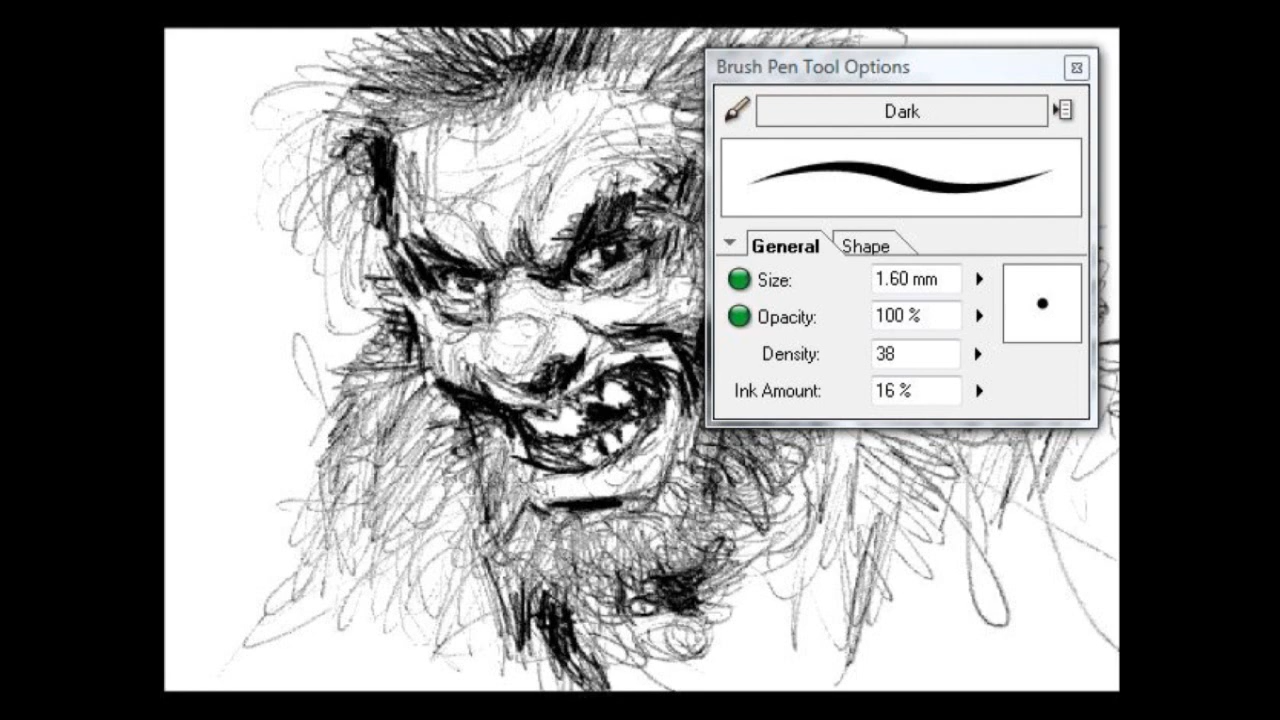 Brush Pen Tool Options
Dark
General Shape
Size: 1.60 mm
Opacity: 100 %
Density: 38
Ink Amount: 16 %